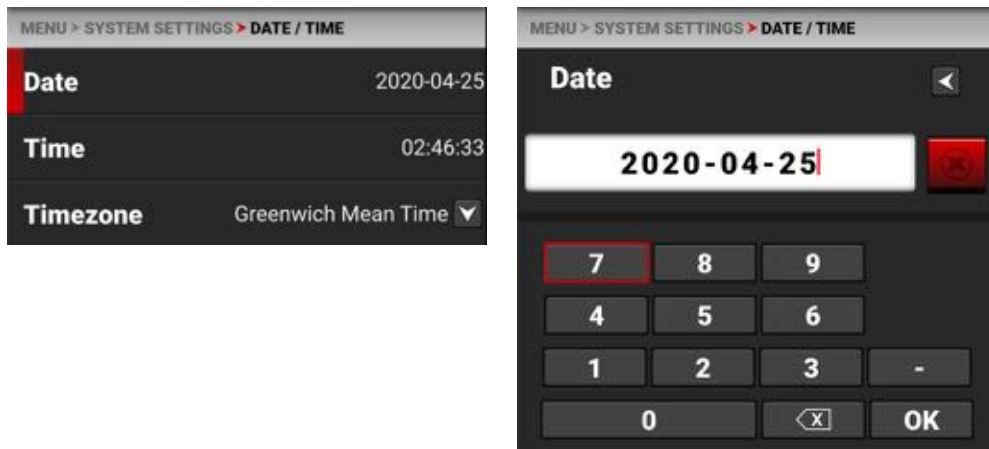 MENU > SYSTEM SETTINGS > DATE / TIME
Date 2020-04-25
Time 02:46:33
Timezone Greenwich Mean Time
MENU > SYSTEM SETTINGS > DATE / TIME
Date
2020-04-25
7 8 9
4 5 6
1 2 3 -
0 X OK